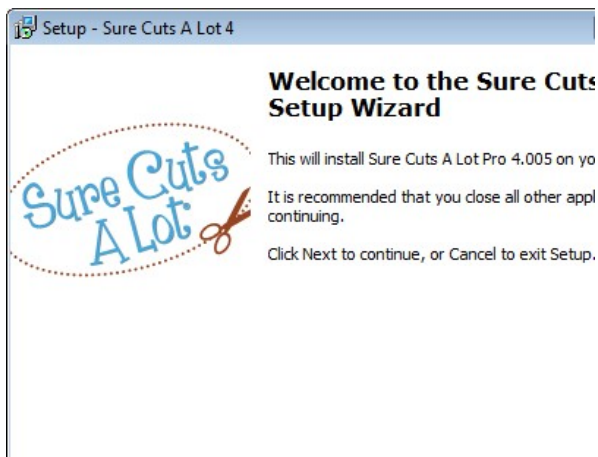 Setup - Sure Cuts A Lot 4
Welcome to the Sure Cuts
Setup Wizard
Sure Cuts
A Lot
This will install Sure Cuts A Lot Pro 4.005 on yo
It is recommended that you close all other appl
continuing.
Click Next to continue, or Cancel to exit Setup.